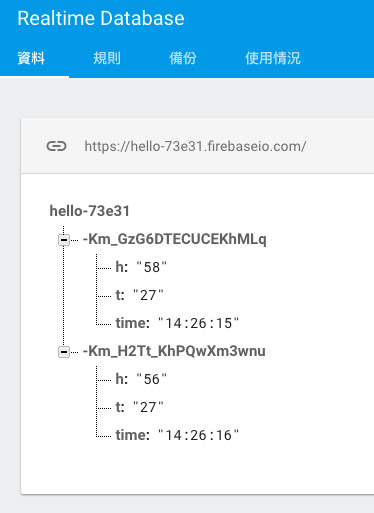 Realtime Database
資料 規則 備份 使用情況
https://hello-73e31.firebaseio.com/
hello-73e31
-Km_GzG6DTECUCEKhMLq
h: "58"
t: "27"
time: "14:26:15"
-Km_H2Tt_KhPQwXm3wnu
h: "56"
t: "27"
time: "14:26:16"